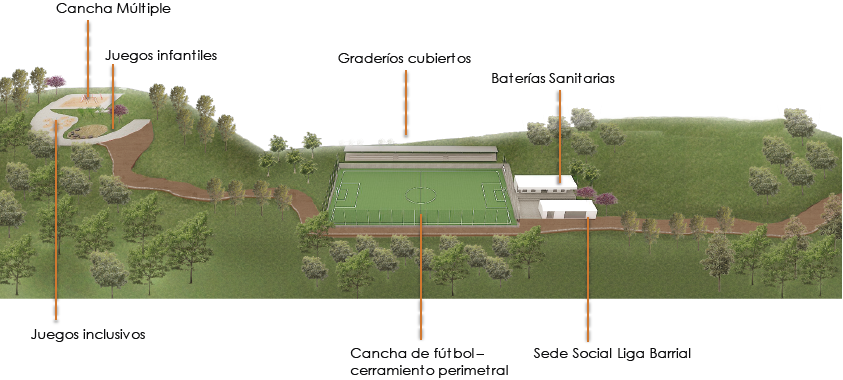 Cancha Múltiple
Juegos infantiles
Graderíos cubiertos
Baterías Sanitarias
Juegos inclusivos
Cancha de fútbol –
cerramiento perimetral
Sede Social Liga Barrial